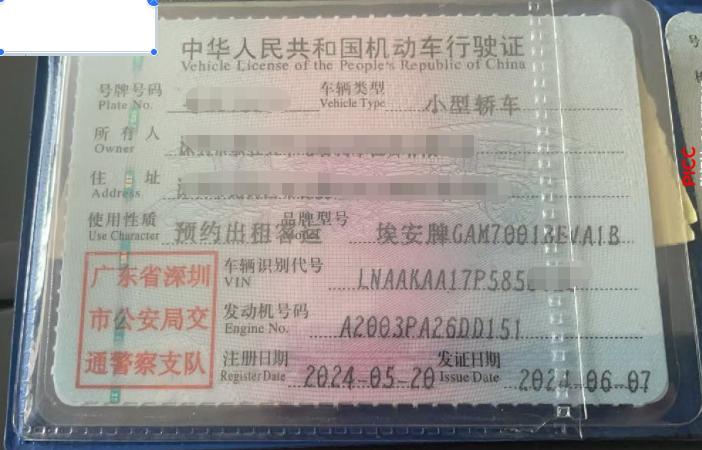 中华人民共和国机动车行驶证
Vehicle License of the People's Republic of China
号牌号码 车辆类型 小型轿车
Plate No. Vehicle Type
所有人
Owner
住址
Address
使用性质 预约出租客运 品牌型号 埃安牌GAM7001BEVA1B
Use Character Model
广东省深圳
市公安局交
通警察支队
车辆识别代号 LNAAKAA17P585
VIN
发动机号码 A2003PA26DD151
Engine No.
注册日期 2024-05-20 发证日期 2024-06-07
Register Date Issue Date
PICC